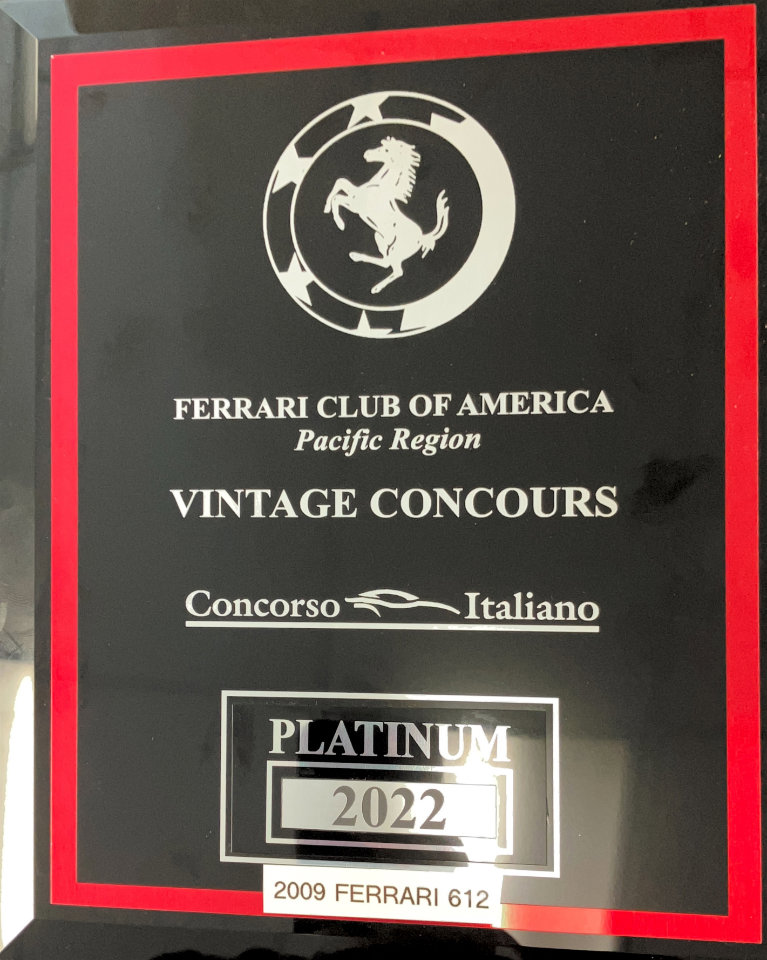 FERRARI CLUB OF AMERICA
Pacific Region
VINTAGE CONCOURS
Concorso Italiano
PLATINUM
2022
2009 FERRARI 612